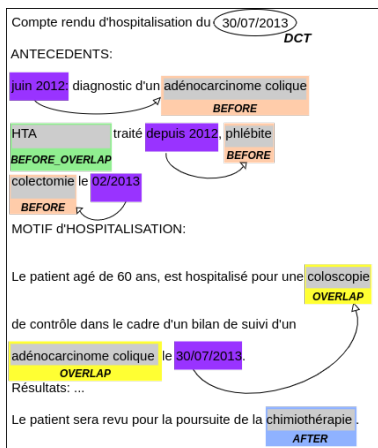 Compte rendu d'hospitalisation du 30/07/2013
DCT
ANTECEDENTS:
juin 2012: diagnostic d'un adénocarcinome colique
BEFORE
HTA traité depuis 2012, phlébite
BEFORE_OVERLAP BEFORE
colectomie le 02/2013
BEFORE
MOTIF d'HOSPITALISATION:
Le patient agé de 60 ans, est hospitalisé pour une coloscopie
OVERLAP
de contrôle dans le cadre d'un bilan de suivi d'un
adénocarcinome colique le 30/07/2013.
OVERLAP
Résultats: ...
Le patient sera revu pour la poursuite de la chimiothérapie.
AFTER